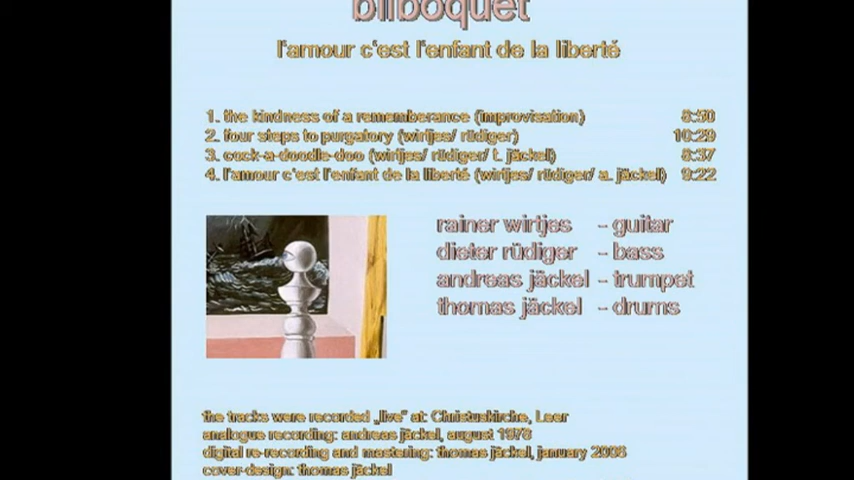 bilboquet
l'amour c'est l'enfant de la liberté
1. the kindness of a rememberance (improvisation) 8:50
2. four steps to purgatory (wirtjes/ rüdiger) 10:29
3. cock-a-doodle-doo (wirtjes/ rüdiger/ t. jäckel) 8:37
4. l'amour c'est l'enfant de la liberté (wirtjes/ rüdiger/ a. jäckel) 9:22
rainer wirtjes - guitar
dieter rüdiger - bass
andreas jäckel - trumpet
thomas jäckel - drums
the tracks were recorded „live" at: Christuskirche, Leer
analogue recording: andreas jäckel, august 1978
digital re-recording and mastering: thomas jäckel, january 2006
cover-design: thomas jäckel